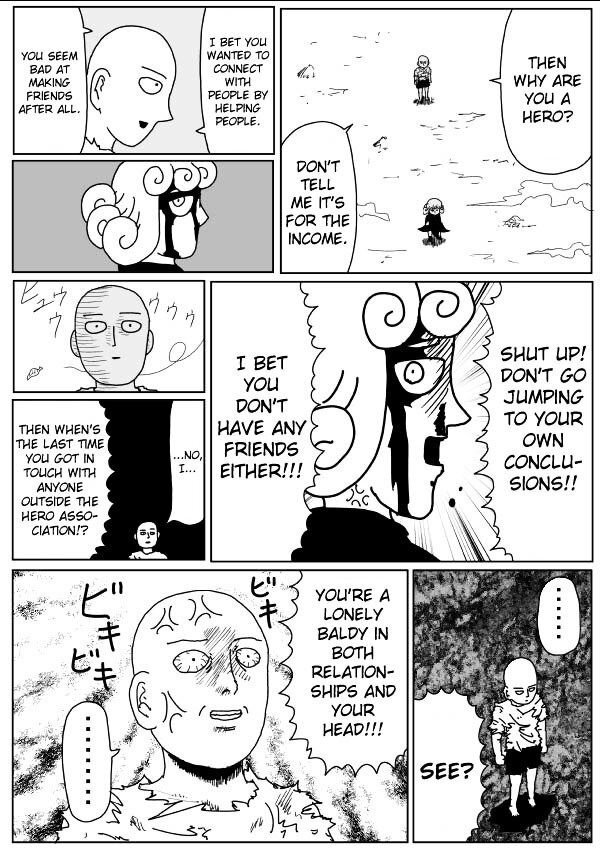 THEN
WHY ARE
YOU A
HERO?
DON'T
TELL
ME IT'S
FOR THE
INCOME.
I BET YOU
WANTED TO
CONNECT
WITH
PEOPLE BY
HELPING
PEOPLE.
YOU SEEM
BAD AT
MAKING
FRIENDS
AFTER ALL.
SHUT UP!
DON'T GO
JUMPING
TO YOUR
OWN
CONCLU-
SIONS!!
I BET
YOU
DON'T
HAVE ANY
FRIENDS
EITHER!!!
ヒュウウ
...NO,
I...
THEN WHEN'S
THE LAST TIME
YOU GOT IN
TOUCH WITH
ANYONE
OUTSIDE THE
HERO ASSO-
CIATION!?
......
SEE?
YOU'RE A
LONELY
BALDY IN
BOTH
RELATION-
SHIPS AND
YOUR
HEAD!!!
ビキ
ビキビキ
........